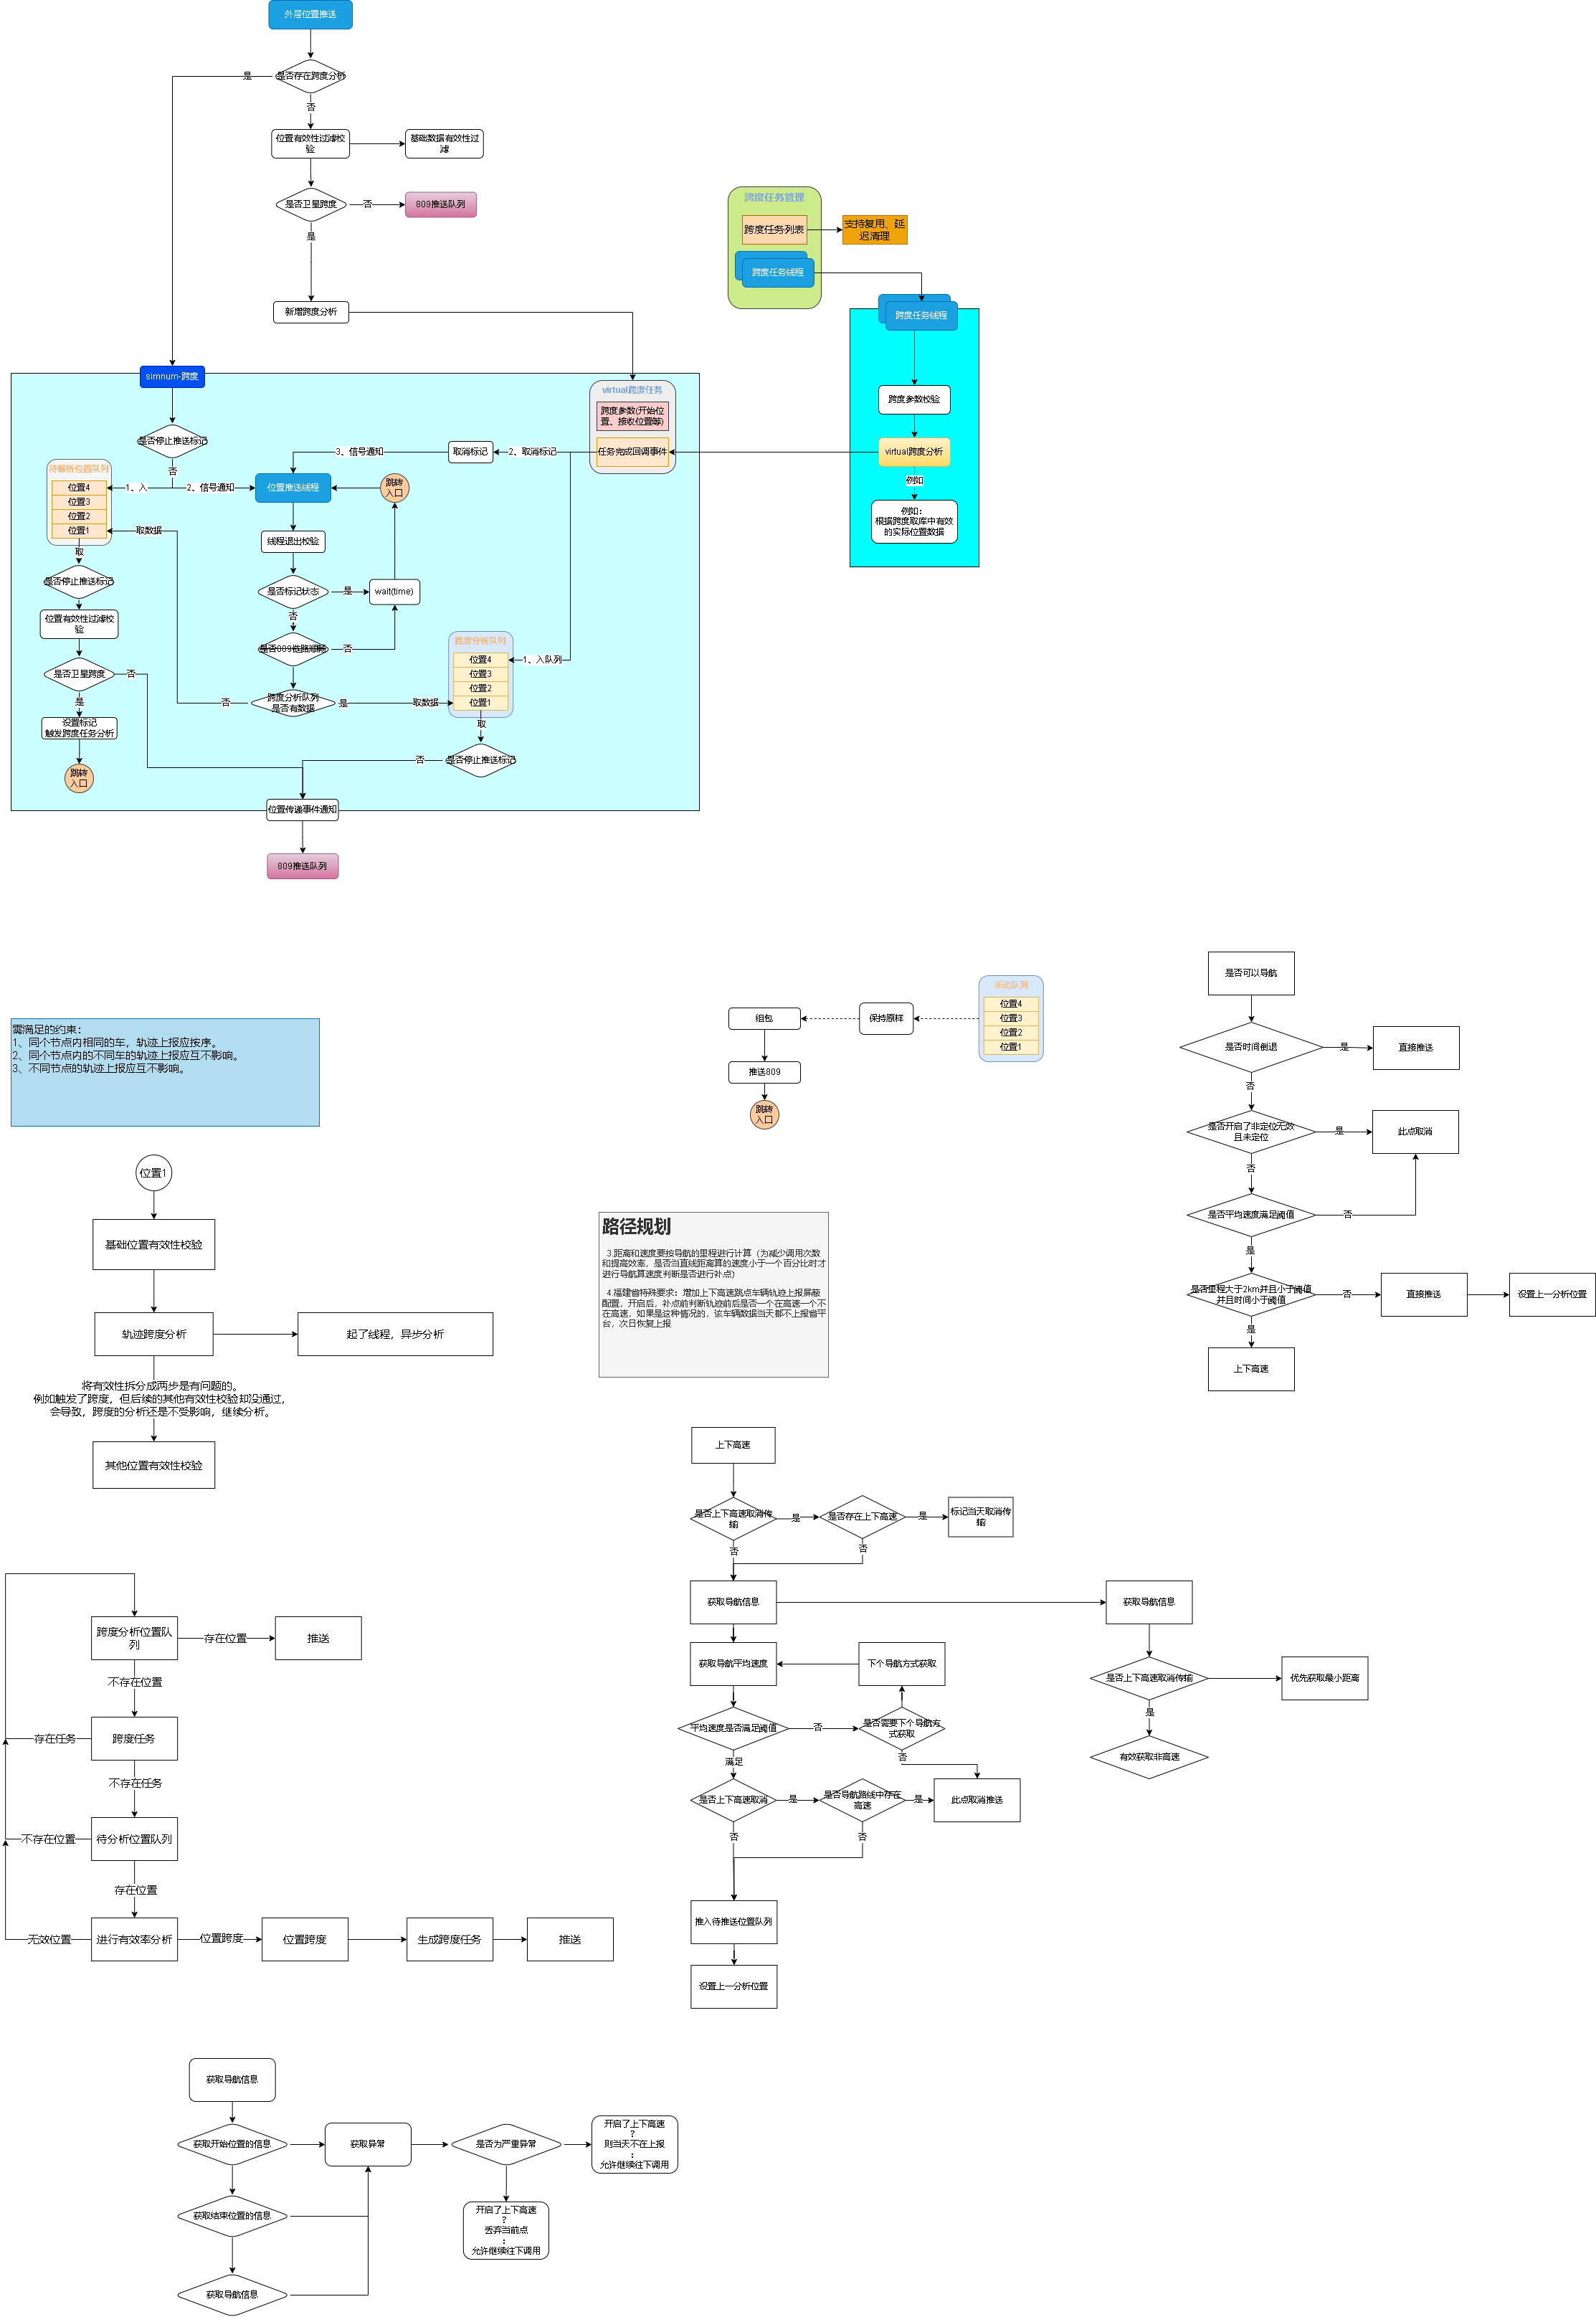 外层位置推送
是否存在跨度分析
是
否
位置有效性过滤校
验
基础数据有效性过
滤
是否卫星跨度
否
809推送队列
是
新增跨度分析
跨度任务管理
跨度任务列表
支持复用、延
迟清理
跨度任务线程
跨度任务线程
跨度参数校验
virtual跨度分析
例如
例如：
根据跨度取库中有效
的实际位置数据
simnum-跨度
virtual跨度任务
跨度参数(开始位
置、接收位置等)
任务完成回调事件
是否停止推送标记
否
3、信号通知
取消标记
2、取消标记
待解析位置队列
位置4
位置3
位置2
位置1
1、入
2、信号通知
位置推送线程
跳转
入口
取数据
线程退出校验
取
是否停止推送标记
是否标记状态
是
wait(time)
否
位置有效性过滤校
验
是否809链路顺畅
否
跨度分析队列
位置4
位置3
位置2
位置1
1、入队列
是否卫星跨度
否
是
跨度分析队列
是否有数据
否
是
取数据
设置标记
触发跨度任务分析
取
跳转
入口
是否停止推送标记
否
位置传递事件通知
809推送队列
需满足的约束：
1、同个节点内相同的车，轨迹上报应按序。
2、同个节点内的不同车的轨迹上报应互不影响。
3、不同节点的轨迹上报应互不影响。
手动队列
位置4
位置3
位置2
位置1
保持原样
组包
推送809
跳转
入口
是否可以导航
是否时间倒退
是
直接推送
否
是否开启了非定位无效
且未定位
是
此点取消
否
是否平均速度满足阈值
否
是
是否里程大于2km并且小于阈值
并且时间小于阈值
否
直接推送
设置上一分析位置
是
上下高速
位置1
基础位置有效性校验
轨迹跨度分析
起了线程，异步分析
将有效性拆分成两步是有问题的。
例如触发了跨度，但后续的其他有效性校验却没通过，
会导致，跨度的分析还是不受影响，继续分析。
其他位置有效性校验
路径规划
3.距离和速度要按导航的里程进行计算（为减少调用次数
和提高效率，是否当直线距离算的速度小于一个百分比时才
进行导航算速度判断是否进行补点)
4.福建省特殊要求：增加上下高速跳点车辆轨迹上报屏蔽
配置，开启后，补点前判断轨迹前后是否一个在高速一个不
在高速，如果是这种情况的，该车辆数据当天都不上报省平
台，次日恢复上报
上下高速
是否上下高速取消传
输
是
是否存在上下高速
是
标记当天取消传
输
否
否
获取导航信息
获取导航信息
获取导航平均速度
下个导航方式获取
是否上下高速取消传输
优先获取最小距离
是
有效获取非高速
平均速度是否满足阈值
否
是否需要下个导航方
式获取
满足
否
是否上下高速取消
是
是否导航路线中存在
高速
是
此点取消推送
否
否
推入待推送位置队列
设置上一分析位置
跨度分析位置队
列
存在位置
推送
不存在位置
跨度任务
存在任务
不存在任务
待分析位置队列
不存在位置
存在位置
进行有效率分析
无效位置
位置跨度
位置跨度
生成跨度任务
推送
获取导航信息
获取开始位置的信息
获取异常
是否为严重异常
开启了上下高速
？
则当天不在上报
：
允许继续往下调用
获取结束位置的信息
开启了上下高速
？
丢弃当前点
：
允许继续往下调用
获取导航信息